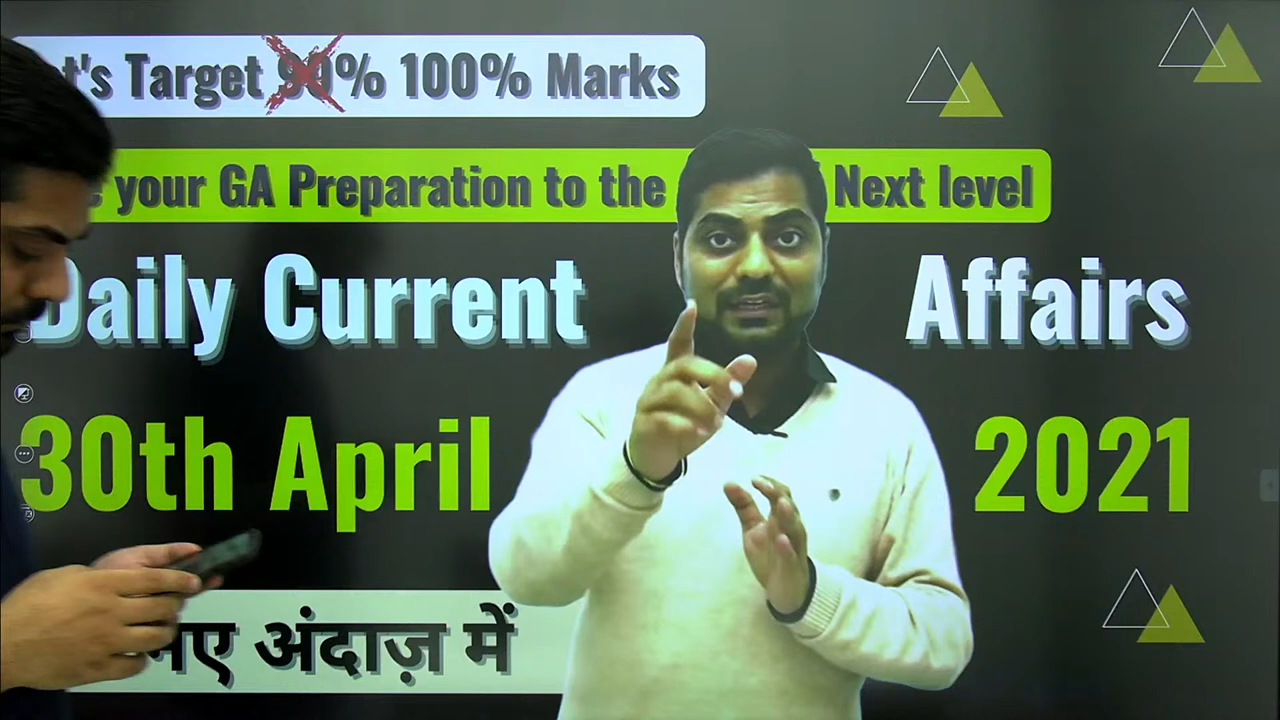 Target 90% 100% Marks
your GA Preparation to the Next level
Daily Current Affairs
30th April 2021
नए अंदाज़ में